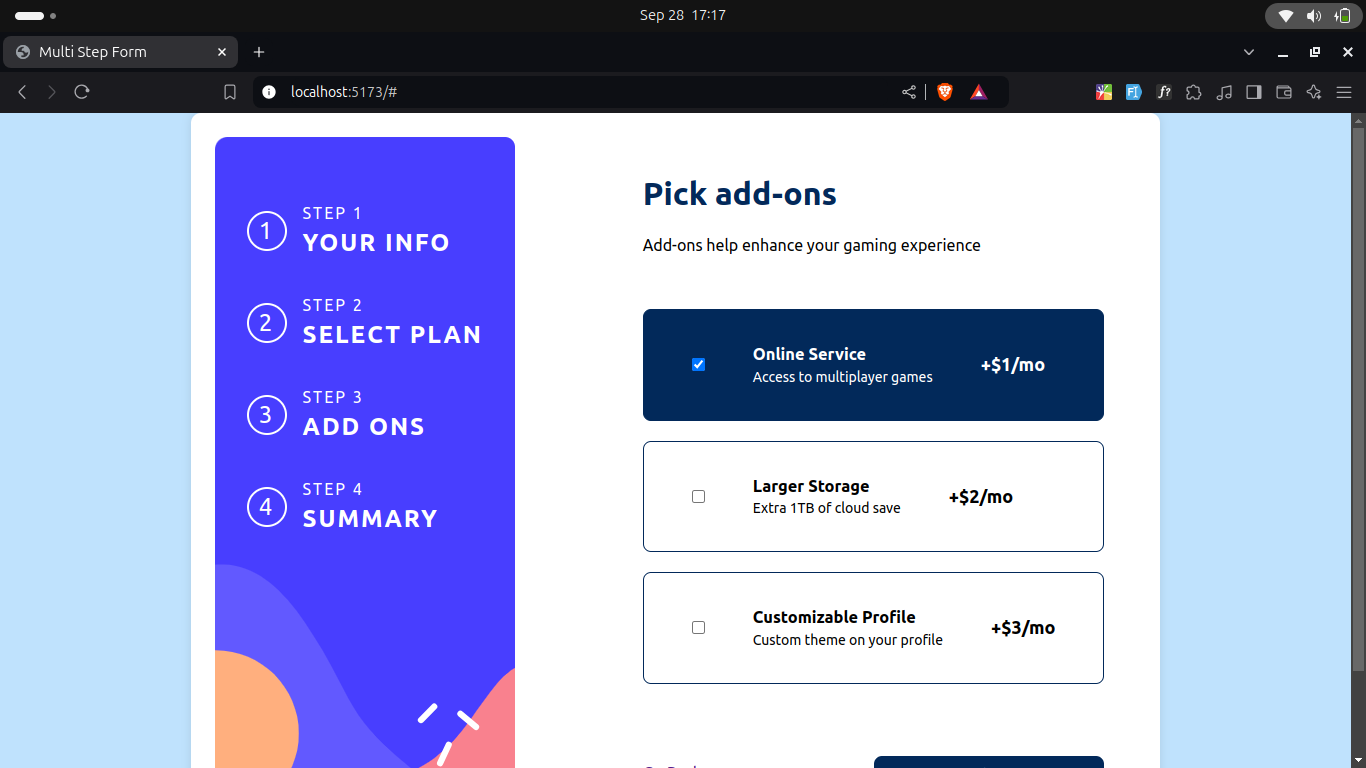 Sep 28 17:17
Multi Step Form
localhost:5173/#
1
STEP 1
YOUR INFO
2
STEP 2
SELECT PLAN
3
STEP 3
ADD ONS
4
STEP 4
SUMMARY
Pick add-ons
Add-ons help enhance your gaming experience
Online Service
Access to multiplayer games
+$1/mo
Larger Storage
Extra 1TB of cloud save
+$2/mo
Customizable Profile
Custom theme on your profile
+$3/mo